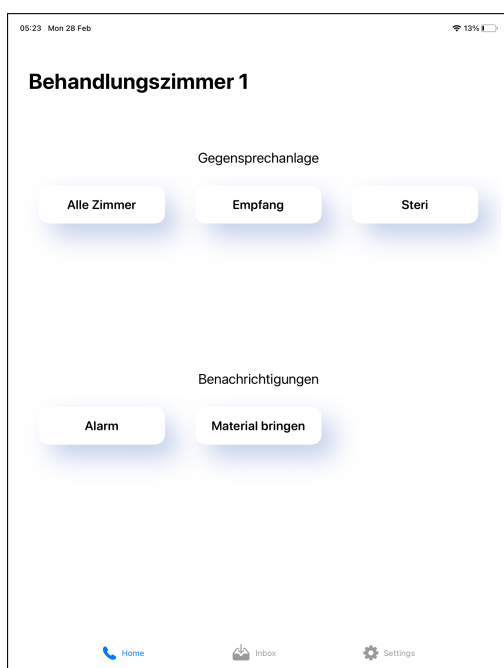 05:23 Mon 28 Feb 13%
Behandlungszimmer 1
Gegensprechanlage
Alle Zimmer Empfang Steri
Benachrichtigungen
Alarm Material bringen
Home Inbox Settings